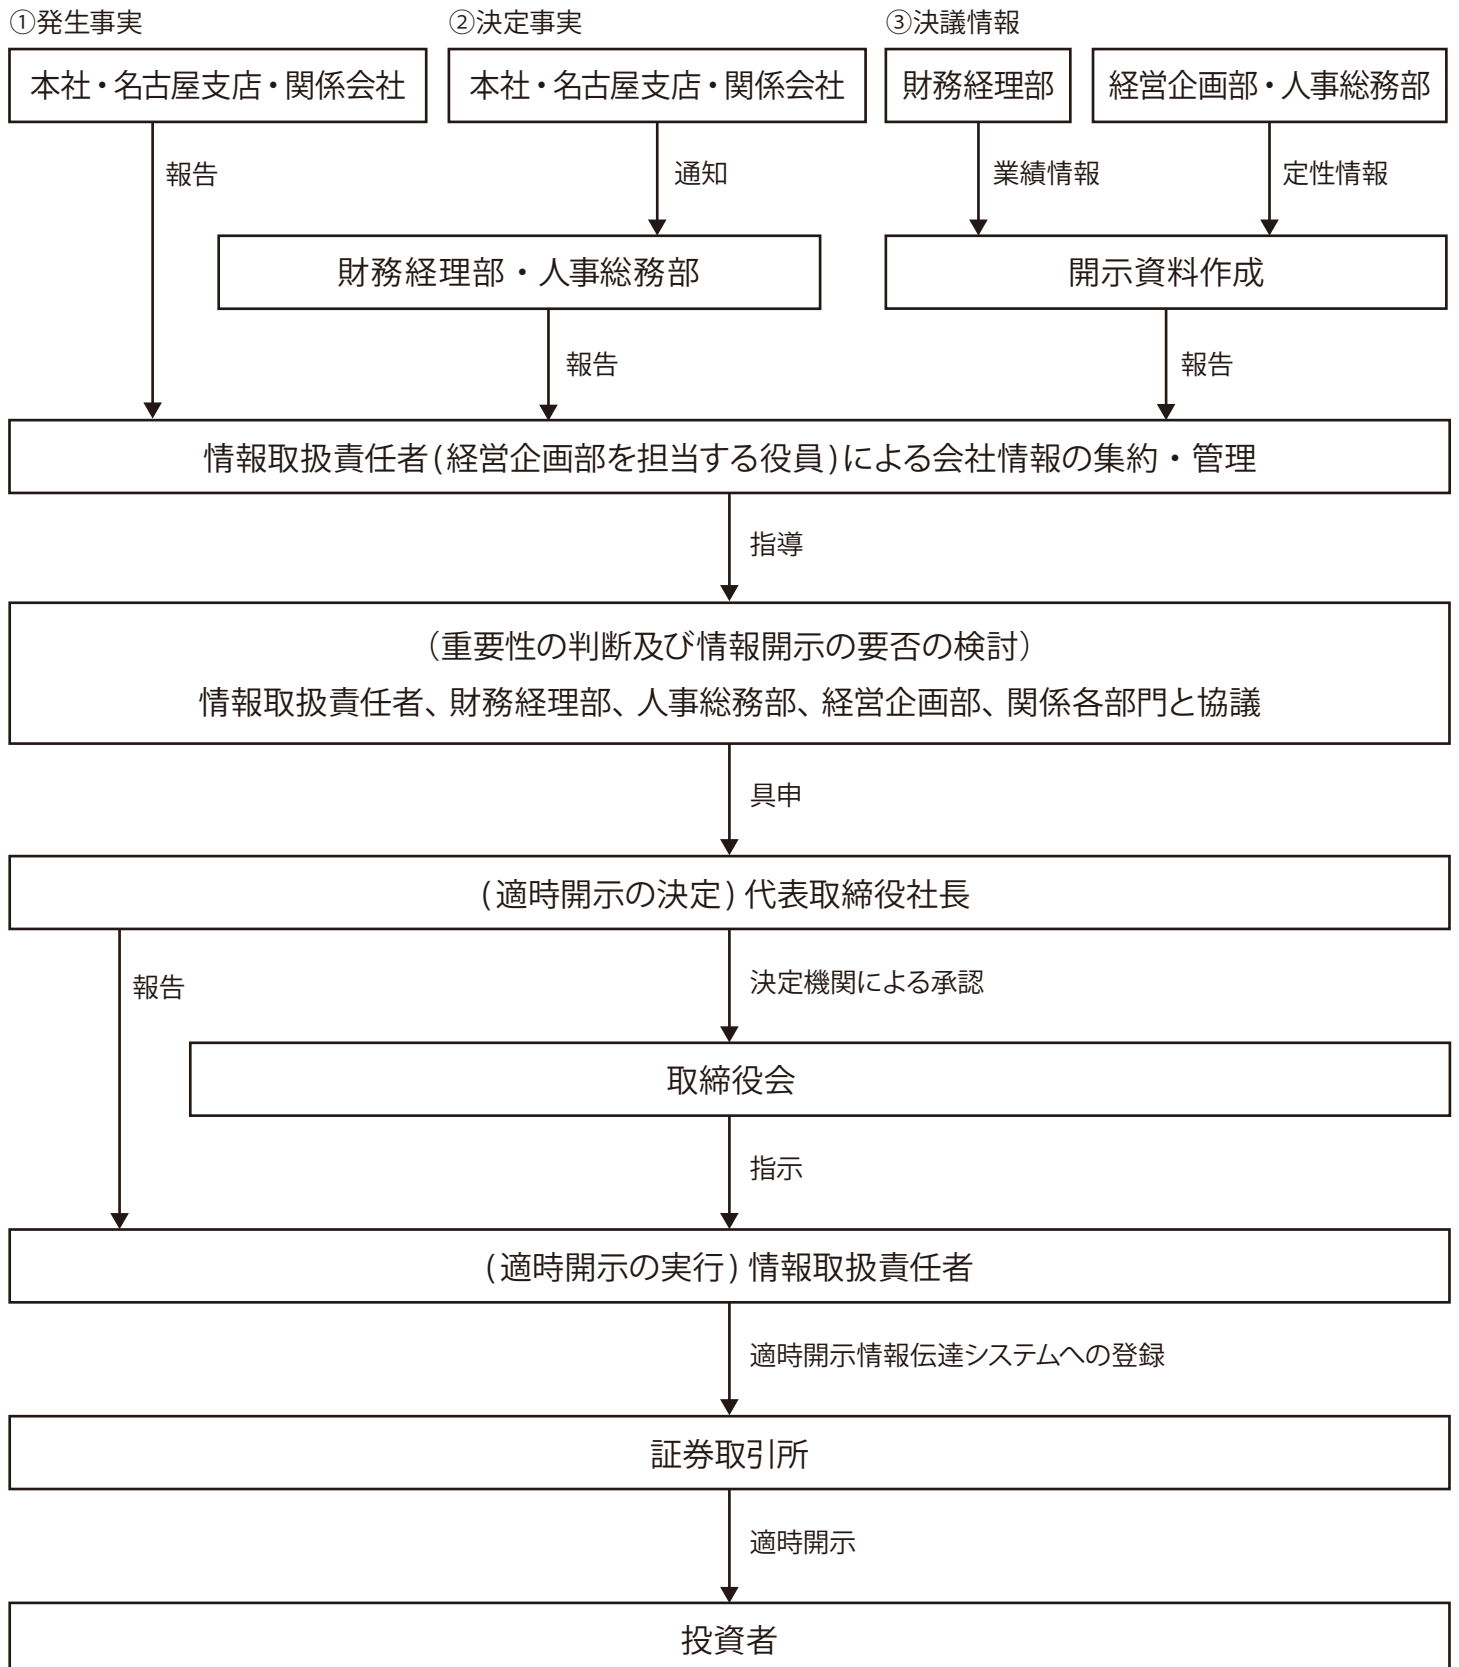 ①発生事実
②決定事実
③決議情報
本社・名古屋支店・関係会社
本社・名古屋支店・関係会社
財務経理部
経営企画部・人事総務部
報告
通知
業績情報
定性情報
財務経理部・人事総務部
開示資料作成
報告
報告
情報取扱責任者(経営企画部を担当する役員)による会社情報の集約・管理
指導
（重要性の判断及び情報開示の要否の検討）
情報取扱責任者、財務経理部、人事総務部、経営企画部、関係各部門と協議
具申
(適時開示の決定)代表取締役社長
報告
決定機関による承認
取締役会
指示
(適時開示の実行)情報取扱責任者
適時開示情報伝達システムへの登録
証券取引所
適時開示
投資者